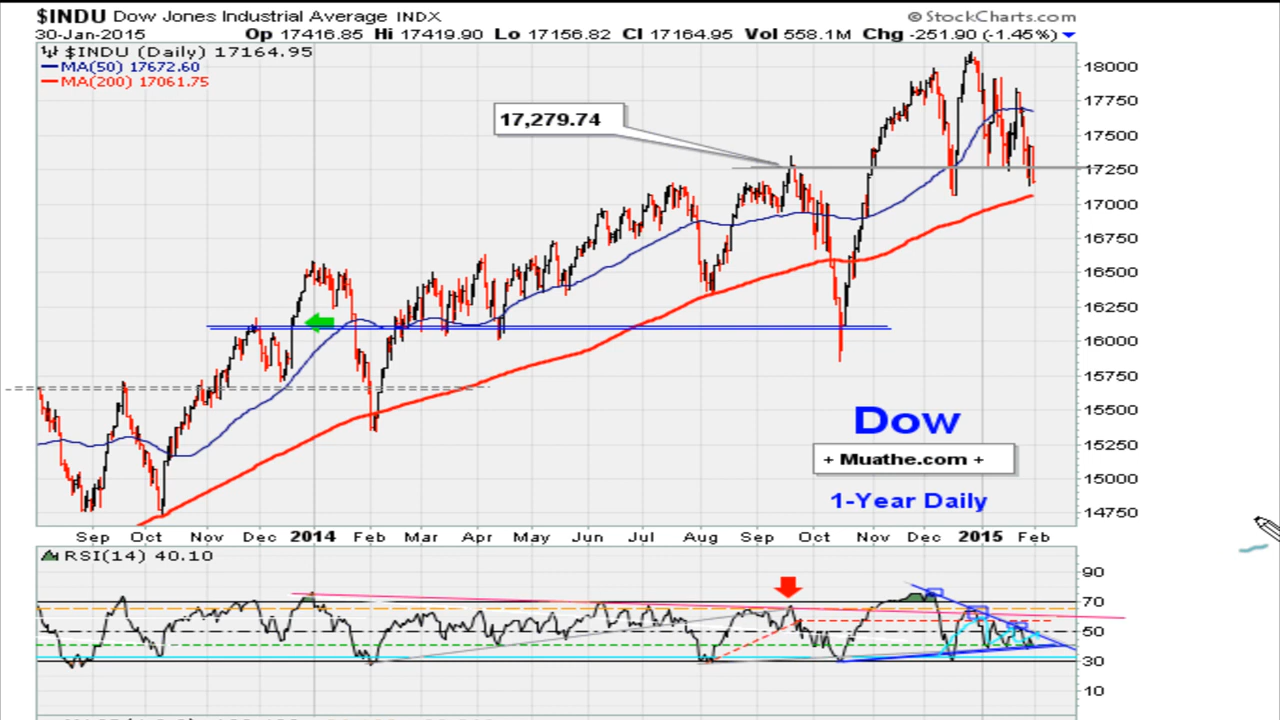 $INDU Dow Jones Industrial Average INDX © StockCharts.com
30-Jan-2015 Op 17416.85 Hi 17419.90 Lo 17156.82 Cl 17164.95 Vol 558.1M Chg -251.90 (-1.45%)
$INDU (Daily) 17164.95
MA(50) 17672.60
MA(200) 17061.75
18000
17750
17,279.74
17500
17250
17000
16750
16500
16250
16000
15750
15500
Dow
15250
+ Muathe.com +
15000
1-Year Daily
14750
Sep Oct Nov Dec 2014 Feb Mar Apr May Jun Jul Aug Sep Oct Nov Dec 2015 Feb
RSI(14) 40.10
90
70
50
30
10